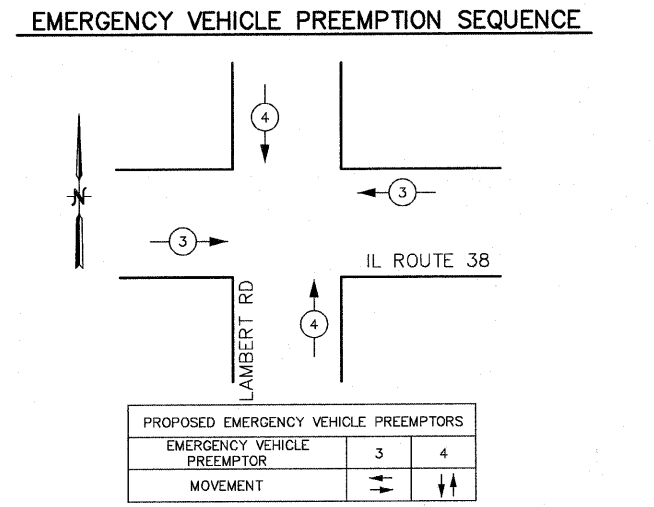 EMERGENCY VEHICLE PREEMPTION SEQUENCE
4
N
3
3
IL ROUTE 38
LAMBERT RD
4
PROPOSED EMERGENCY VEHICLE PREEMPTORS
EMERGENCY VEHICLE
PREEMPTOR
3
4
MOVEMENT